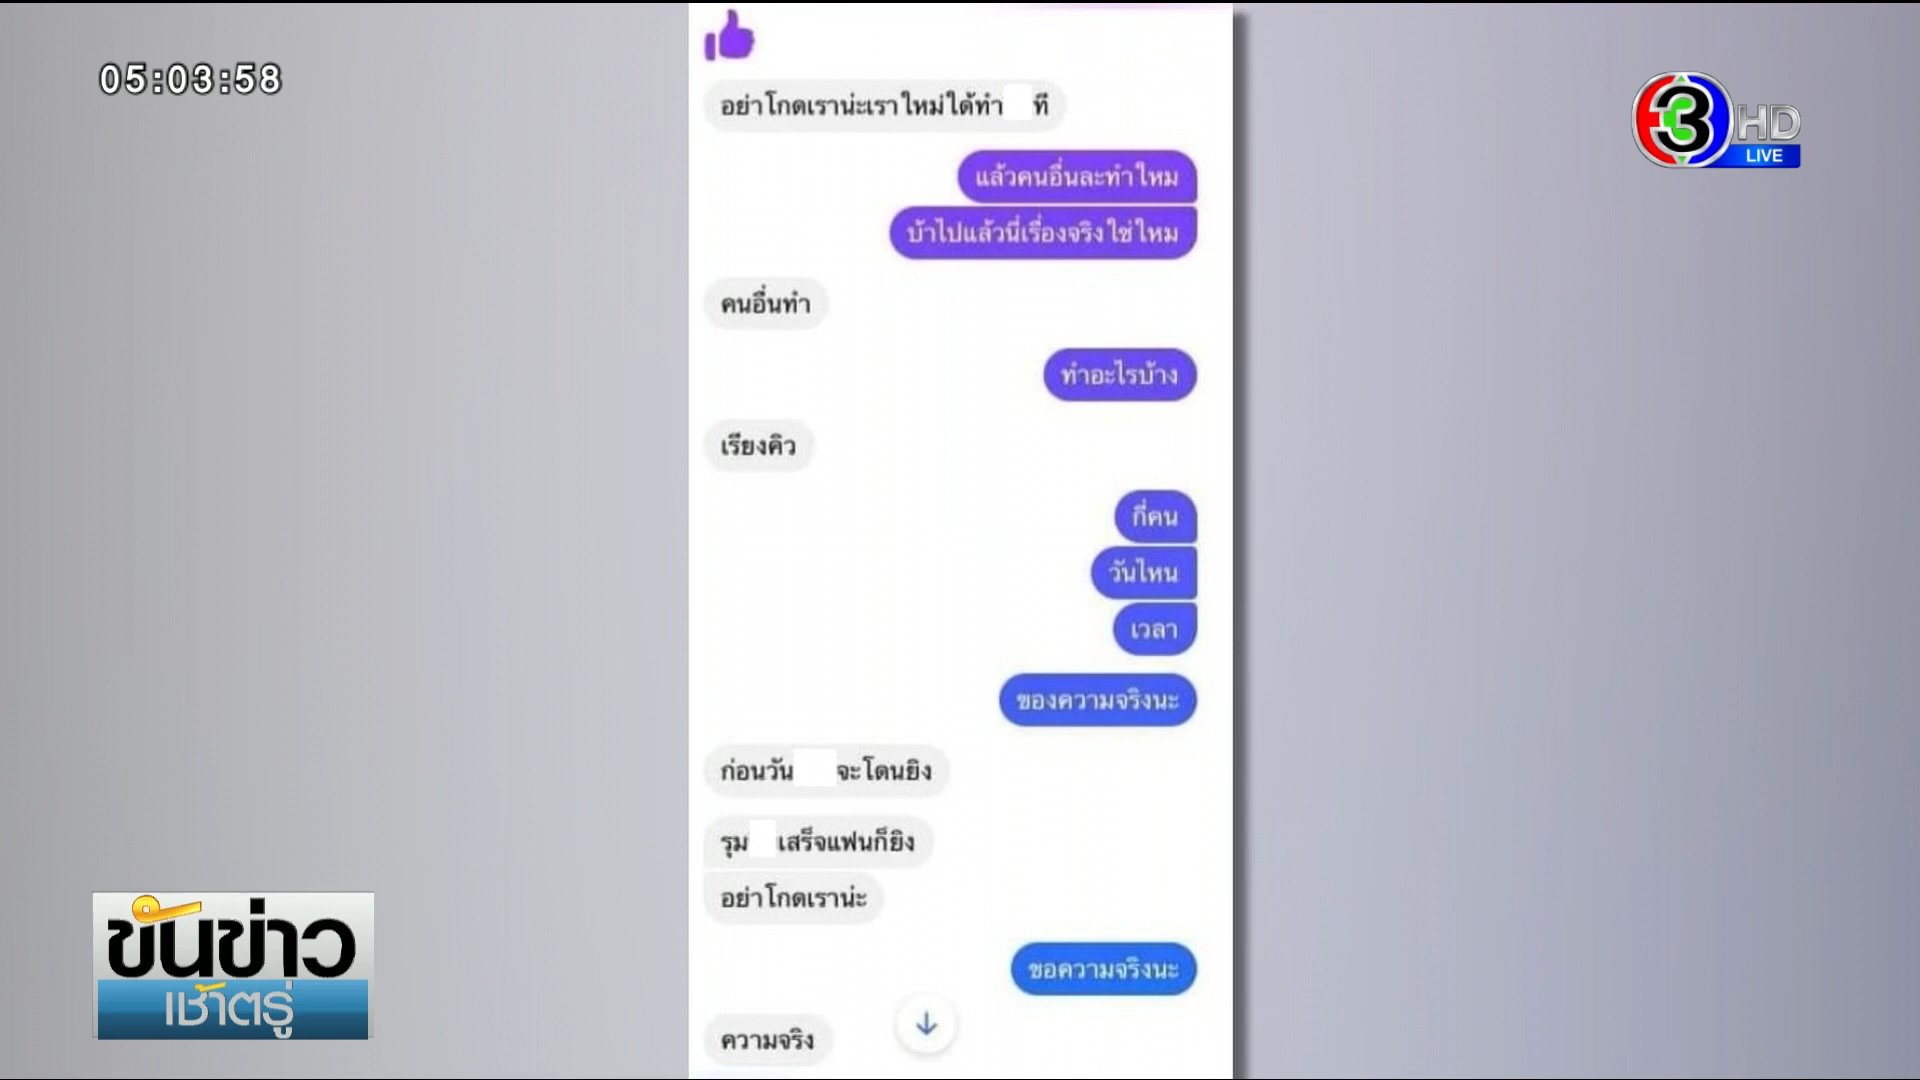 05:03:58
3 HD
LIVE
อย่าโกดเราน่ะเราใหม่ได้ทำ ที
แล้วคนอื่นละทำใหม
บ้าไปแล้วนี่เรื่องจริงใช่ใหม
คนอื่นทำ
ทำอะไรบ้าง
เรียงคิว
กี่คน
วันไหน
เวลา
ของความจริงนะ
ก่อนวัน จะโดนยิง
รุม เสร็จแฟนก็ยิง
อย่าโกดเราน่ะ
ขอความจริงนะ
ความจริง
ขันข่าว
เช้าตรู่